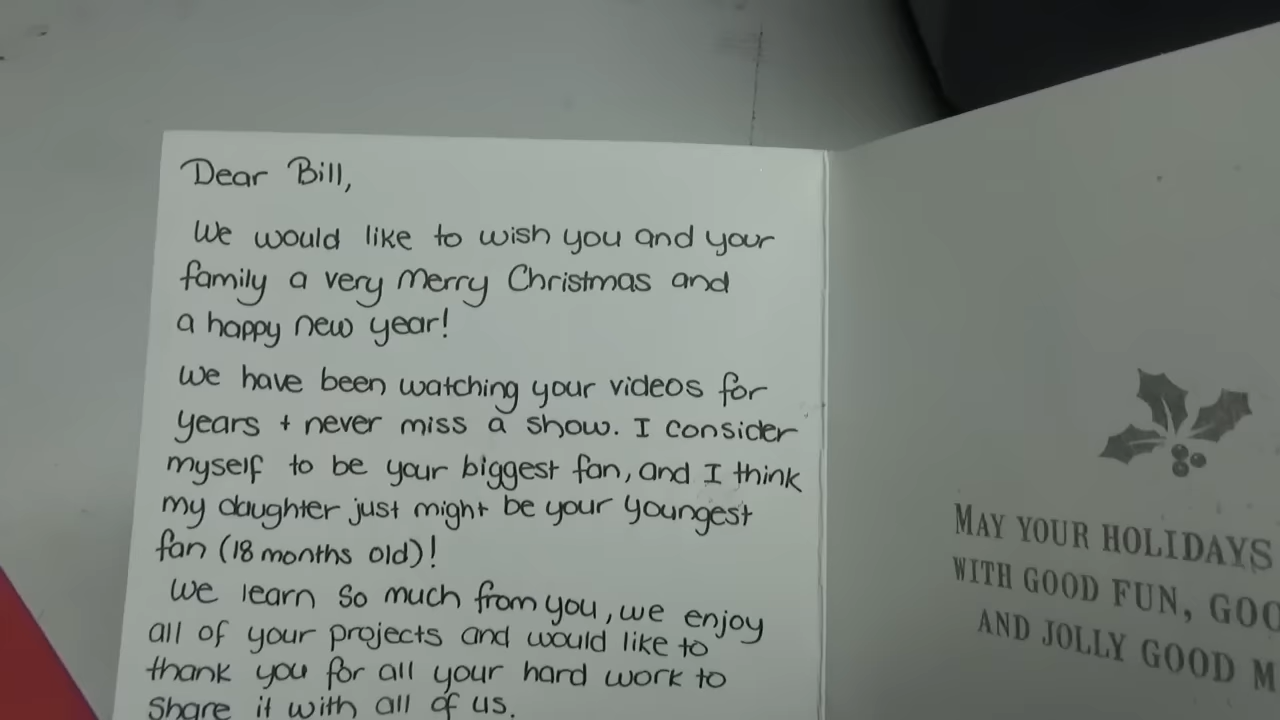 Dear Bill,
We would like to wish you and your
family a very merry Christmas and
a happy new year!
We have been watching your videos for
years + never miss a show. I consider
myself to be your biggest fan, and I think
my daughter just might be your youngest
fan (18 months old)!
We learn so much from you, we enjoy
all of your projects and would like to
thank you for all your hard work to
share it with all of us.
MAY YOUR HOLIDAYS
WITH GOOD FUN,
AND JOLLY GOOD